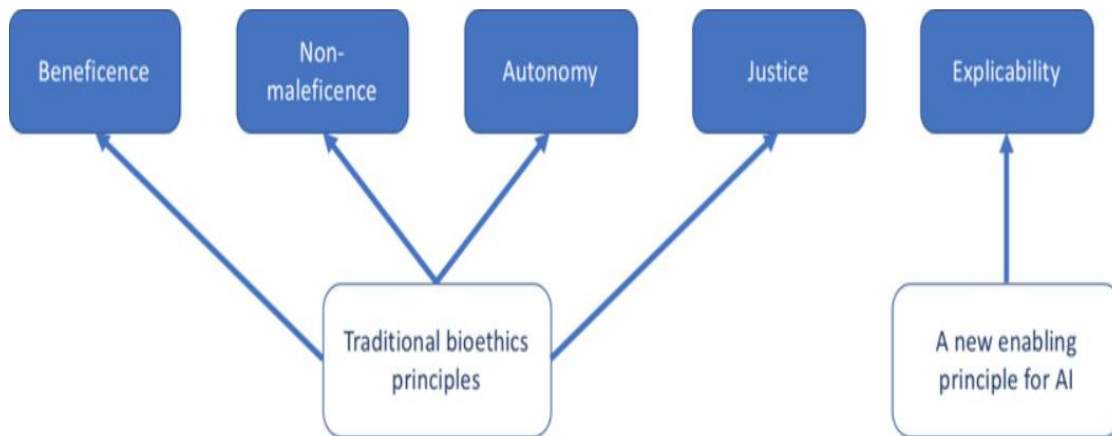 Beneficence
Non-
maleficence
Autonomy
Justice
Explicability
Traditional bioethics
principles
A new enabling
principle for AI